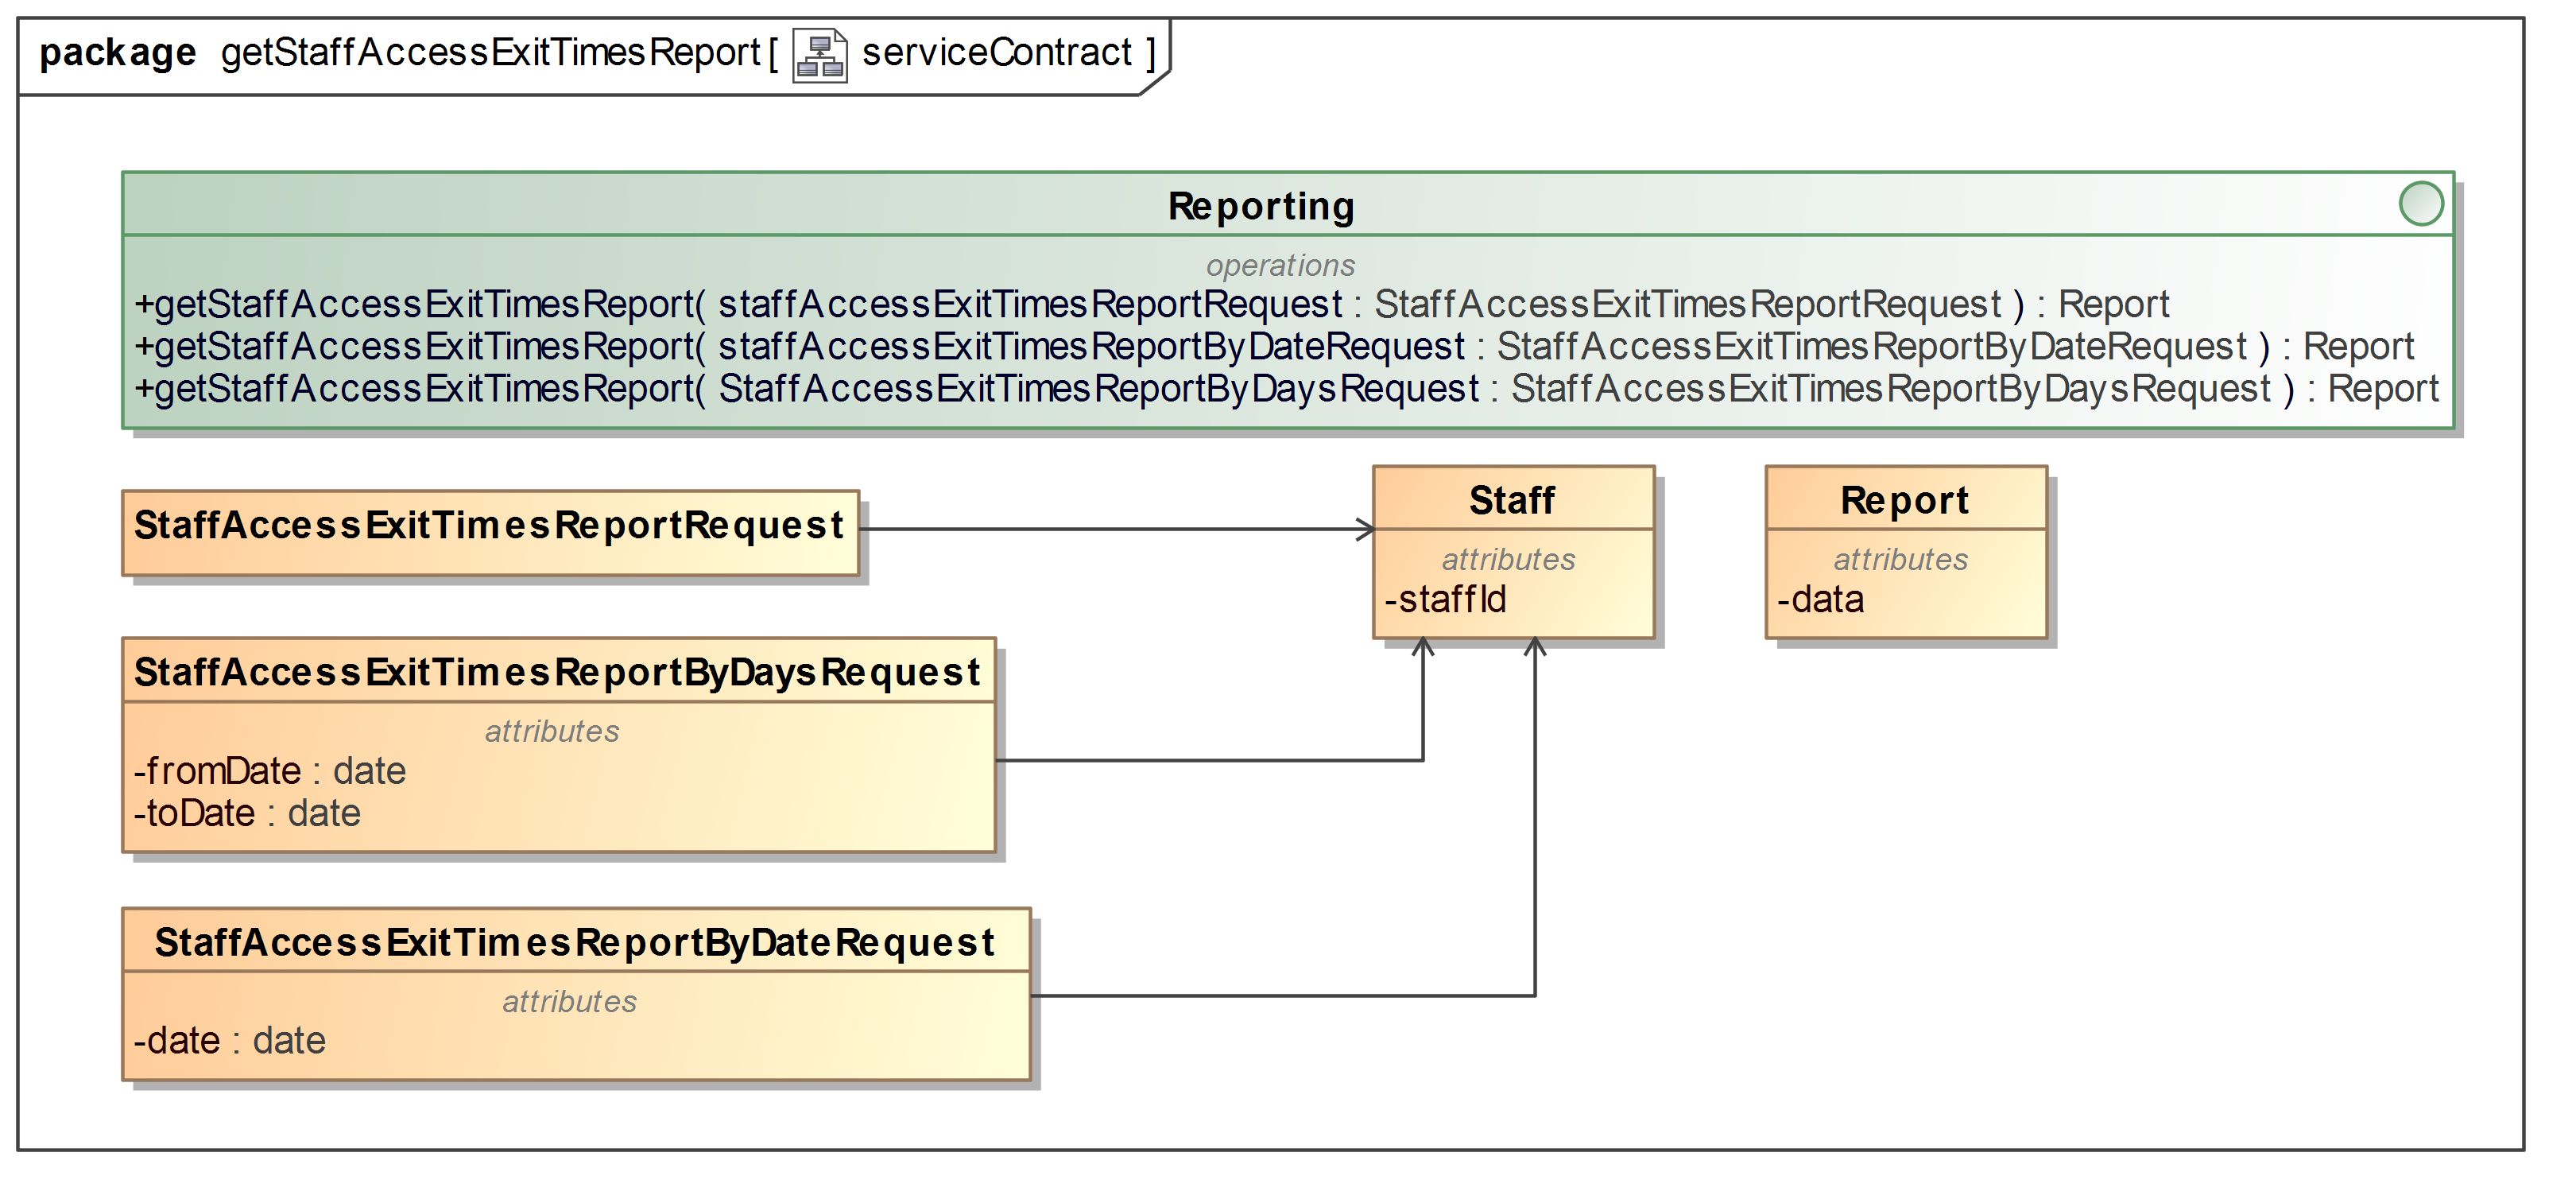 package getStaffAccessExitTimesReport[ serviceContract ]
Reporting
operations
+getStaffAccessExitTimesReport( staffAccessExitTimesReportRequest : StaffAccessExitTimesReportRequest ) : Report
+getStaffAccessExitTimesReport( staffAccessExitTimesReportByDateRequest : StaffAccessExitTimesReportByDateRequest ) : Report
+getStaffAccessExitTimesReport( StaffAccessExitTimesReportByDaysRequest : StaffAccessExitTimesReportByDaysRequest ) : Report
StaffAccessExitTimesReportRequest
Staff
attributes
-staffId
Report
attributes
-data
StaffAccessExitTimesReportByDaysRequest
attributes
-fromDate : date
-toDate : date
StaffAccessExitTimesReportByDateRequest
attributes
-date : date